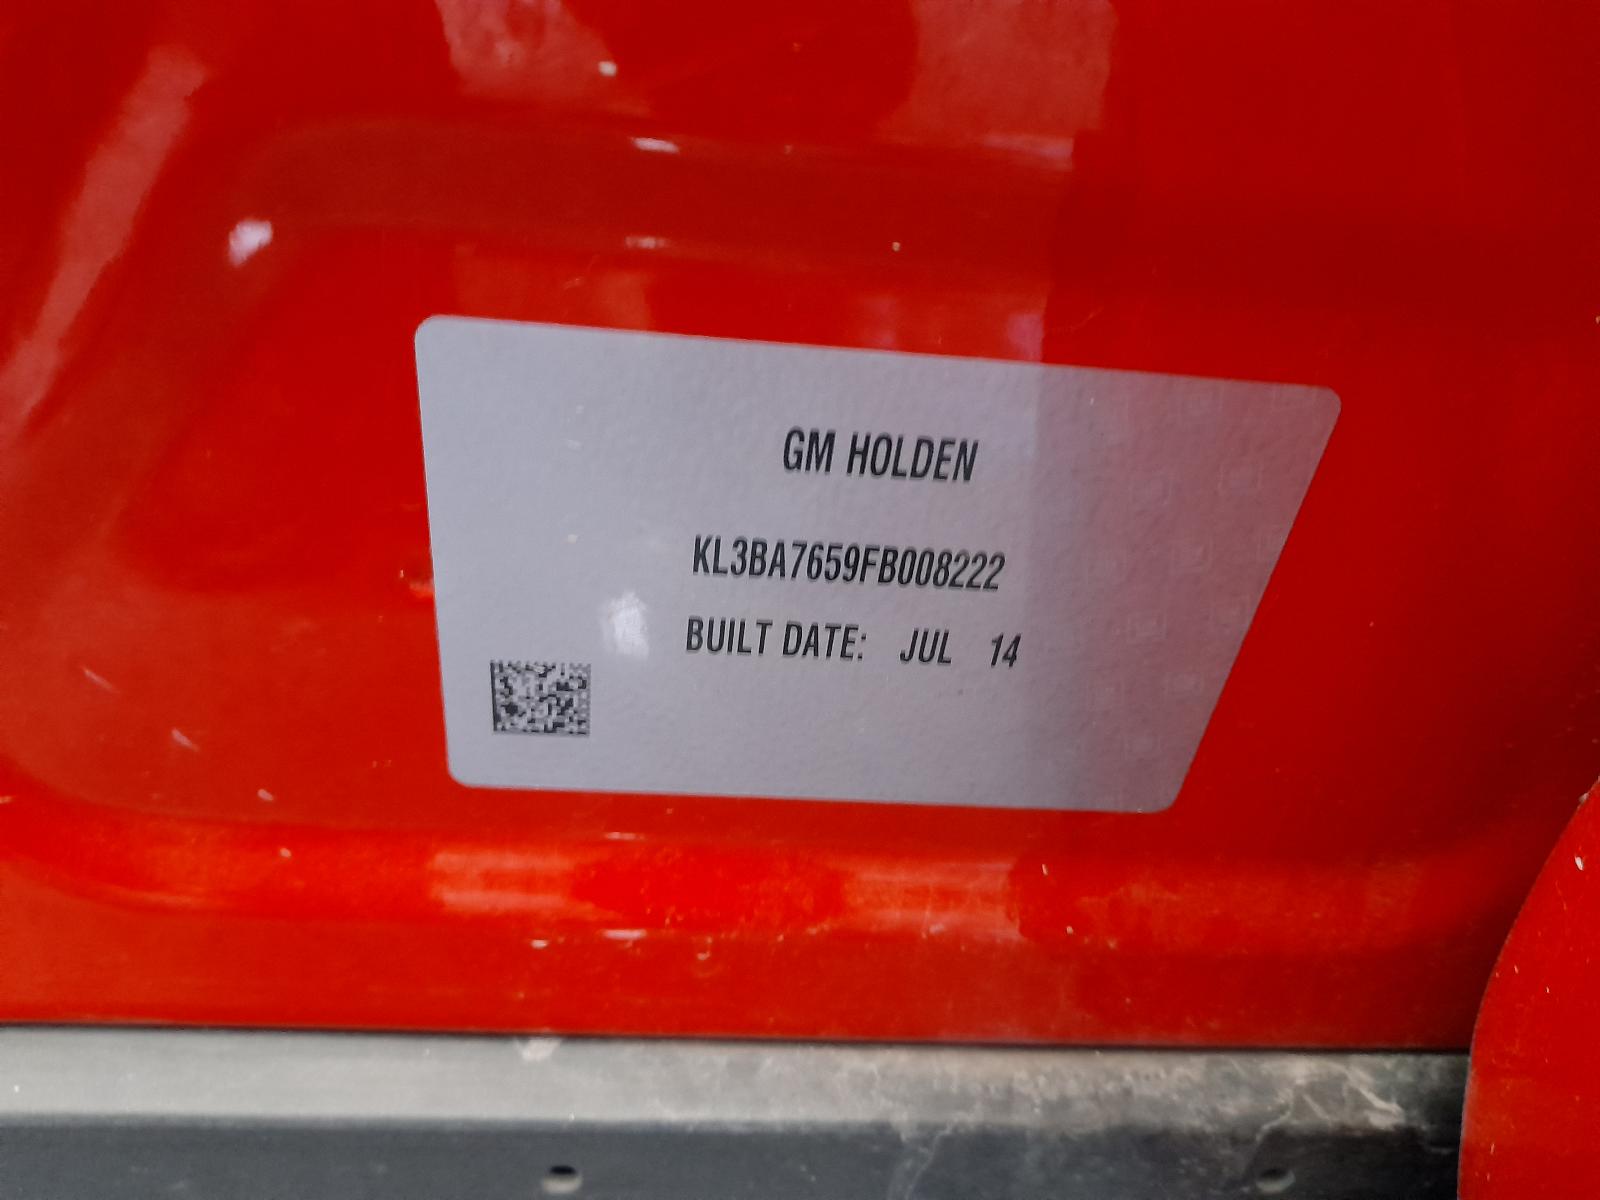 GM HOLDEN
KL3BA7659FB008222
BUILT DATE: JUL 14